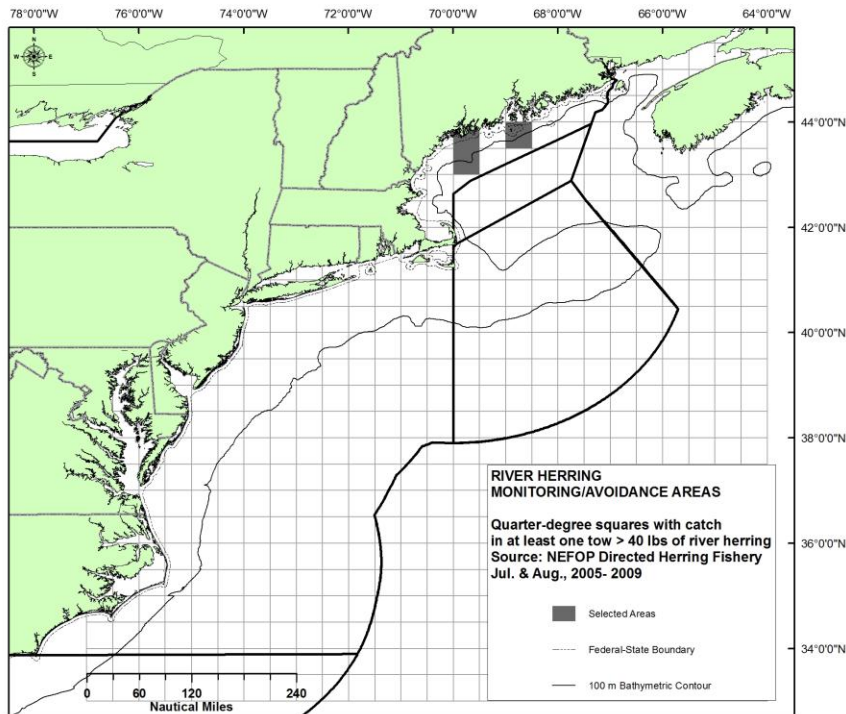 78°0'0"W 76°0'0"W 74°0'0"W 72°0'0"W 70°0'0"W 68°0'0"W 66°0'0"W 64°0'0"W
N
W E
S
44°0'0"N
42°0'0"N
40°0'0"N
38°0'0"N
36°0'0"N
34°0'0"N
RIVER HERRING
MONITORING/AVOIDANCE AREAS
Quarter-degree squares with catch
in at least one tow > 40 lbs of river herring
Source: NEFOP Directed Herring Fishery
Jul. & Aug., 2005- 2009
Selected Areas
Federal-State Boundary
100 m Bathymetric Contour
0 60 120 240
Nautical Miles